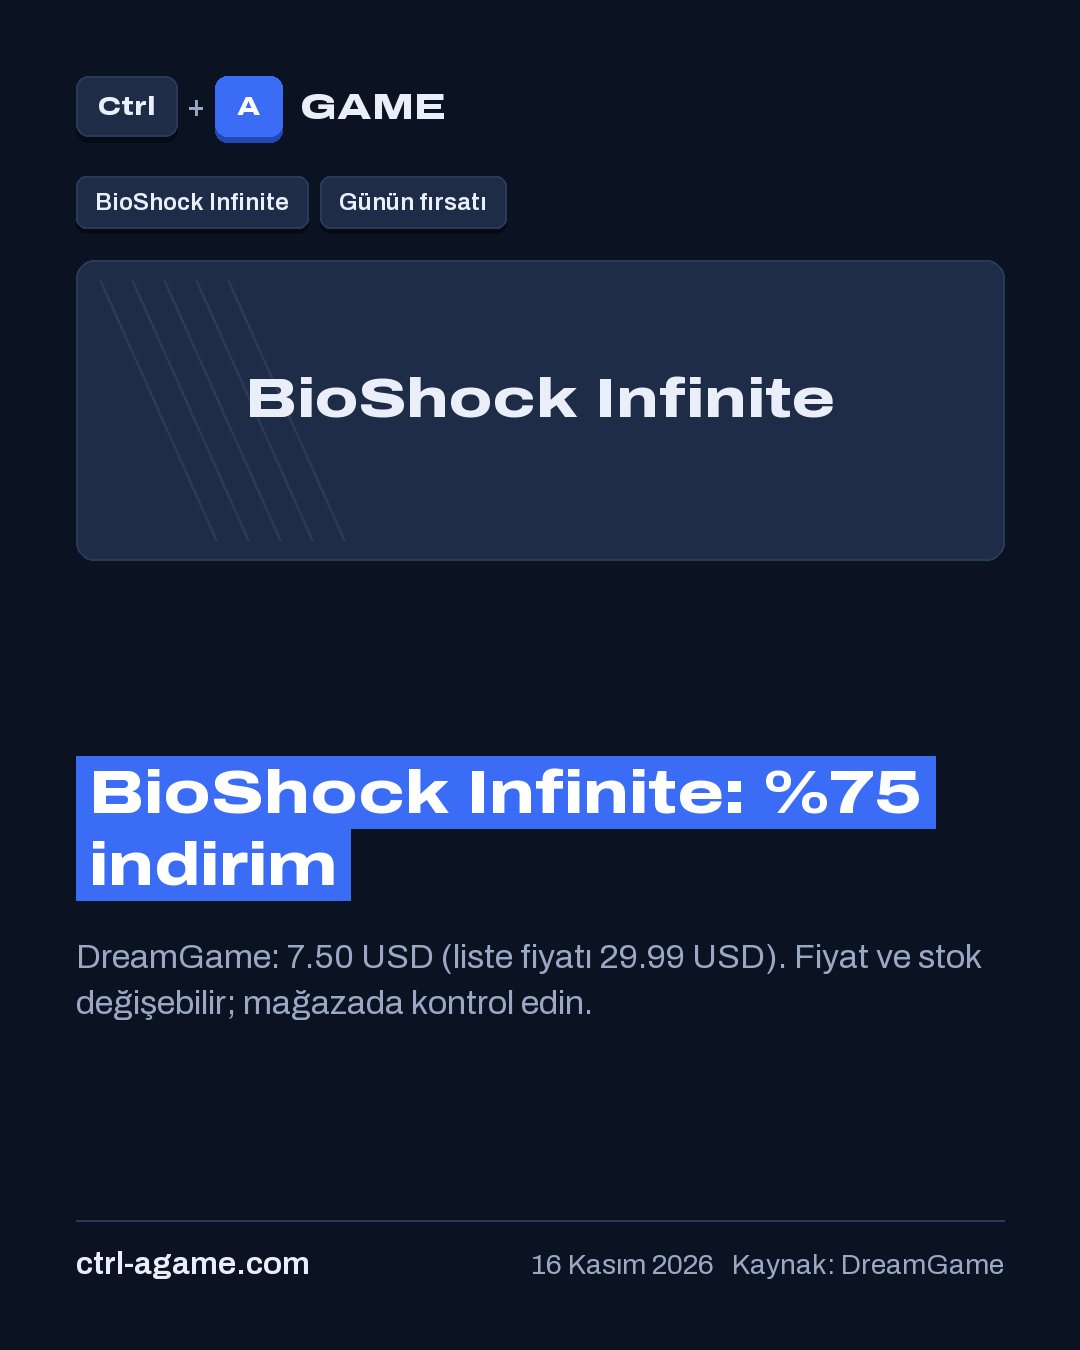 Ctrl + A GAME
BioShock Infinite Günün fırsatı
BioShock Infinite
BioShock Infinite: %75
indirim
DreamGame: 7.50 USD (liste fiyatı 29.99 USD). Fiyat ve stok
değişebilir; mağazada kontrol edin.
ctrl-agame.com 16 Kasım 2026 Kaynak: DreamGame